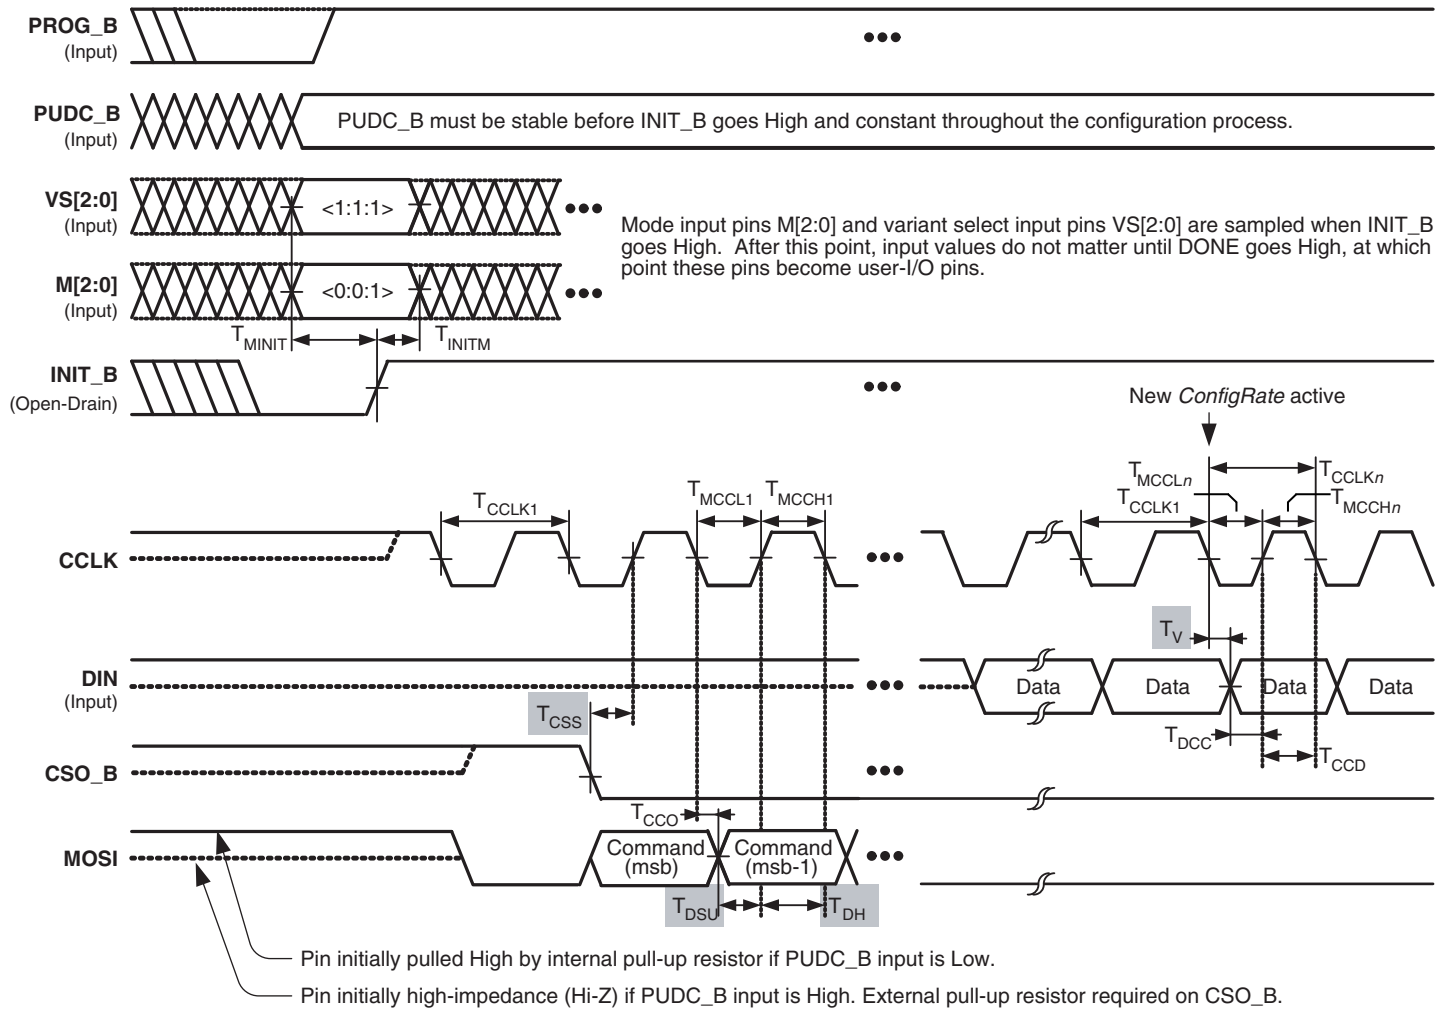 PROG_B
(Input)
PUDC_B
(Input)
PUDC_B must be stable before INIT_B goes High and constant throughout the configuration process.
VS[2:0]
(Input)
<1:1:1>
Mode input pins M[2:0] and variant select input pins VS[2:0] are sampled when INIT_B
goes High. After this point, input values do not matter until DONE goes High, at which
point these pins become user-I/O pins.
M[2:0]
(Input)
<0:0:1>
TMINIT
TINITM
INIT_B
(Open-Drain)
New ConfigRate active
TMCCLn
TCCLKn
TCCLK1
TMCCL1
TMCCH1
TCCLK1
TMCCHn
CCLK
TV
DIN
(Input)
Data
Data
Data
Data
TCSS
TDCC
TCCD
CSO_B
TCCO
MOSI
Command
(msb)
Command
(msb-1)
TDSU
TDH
Pin initially pulled High by internal pull-up resistor if PUDC_B input is Low.
Pin initially high-impedance (Hi-Z) if PUDC_B input is High. External pull-up resistor required on CSO_B.